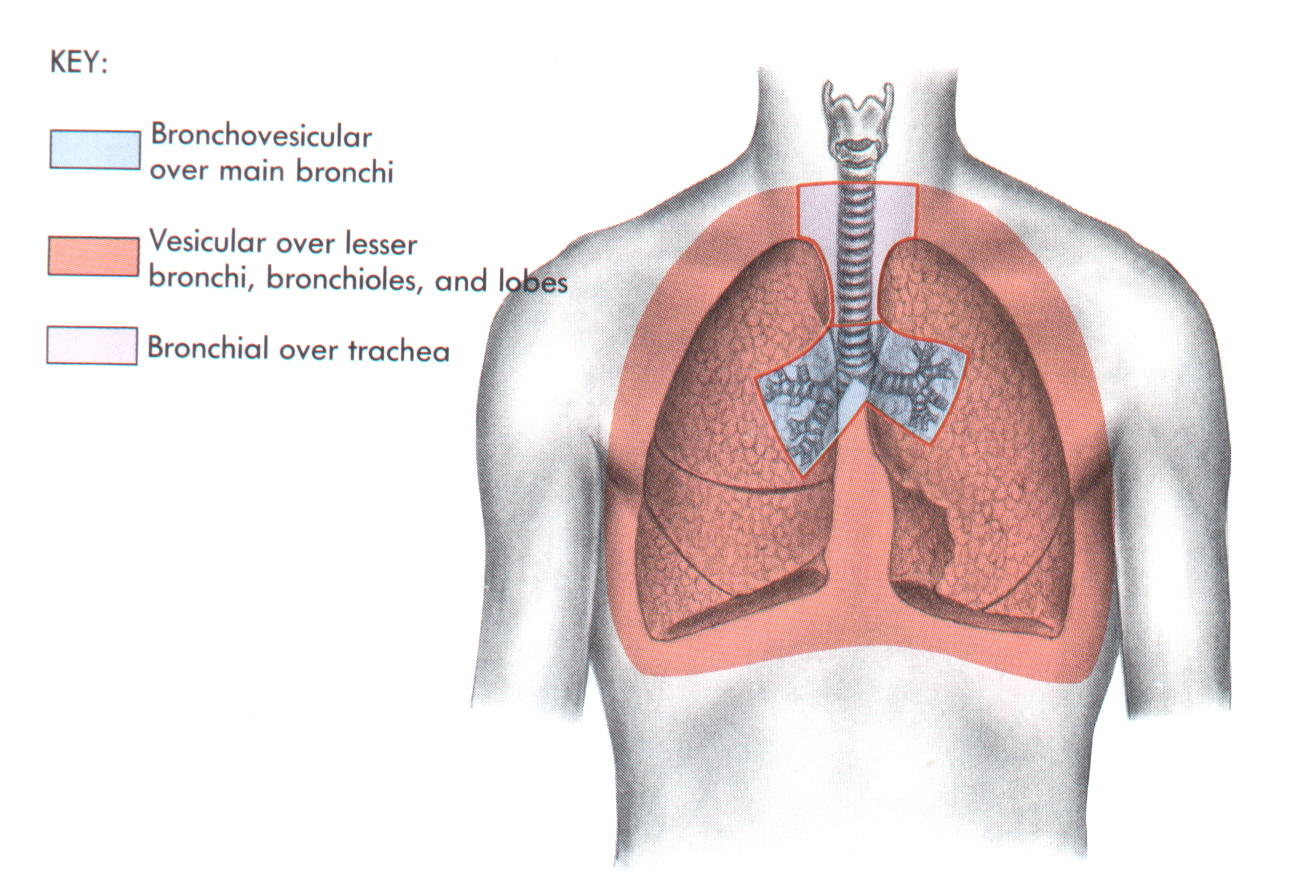 KEY:
Bronchovesicular
over main bronchi
Vesicular over lesser
bronchi, bronchioles, and lobes
Bronchial over trachea